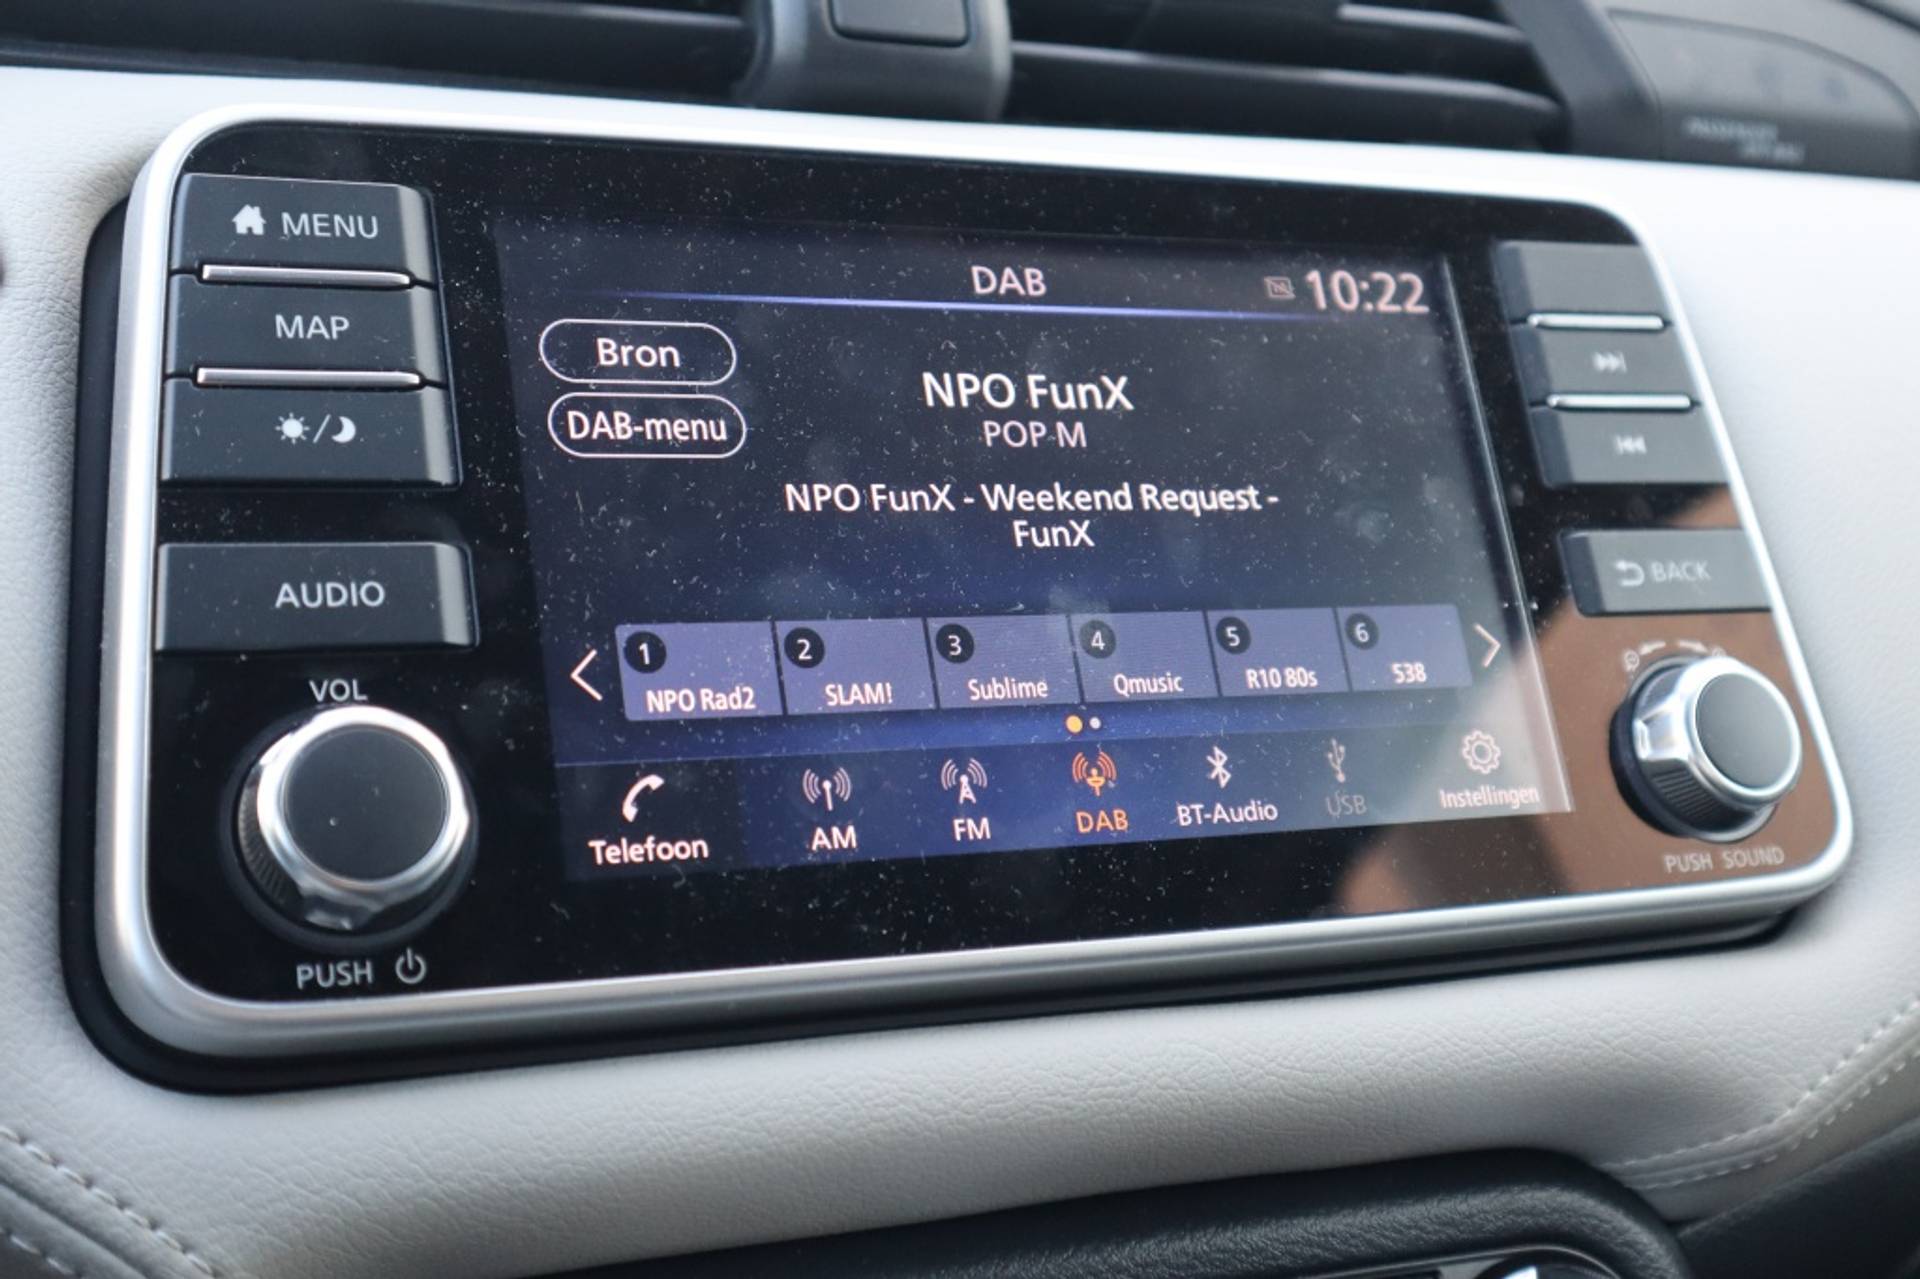 MENU
MAP
AUDIO
VOL
PUSH
DAB
10:22
Bron
DAB-menu
NPO FunX
POP M
NPO FunX - Weekend Request -
FunX
1
NPO Rad2
2
SLAM!
3
Sublime
4
Qmusic
5
R10 80s
6
538
Telefoon
AM
FM
DAB
BT-Audio
USB
Instellingen
BACK
PUSH SOUND